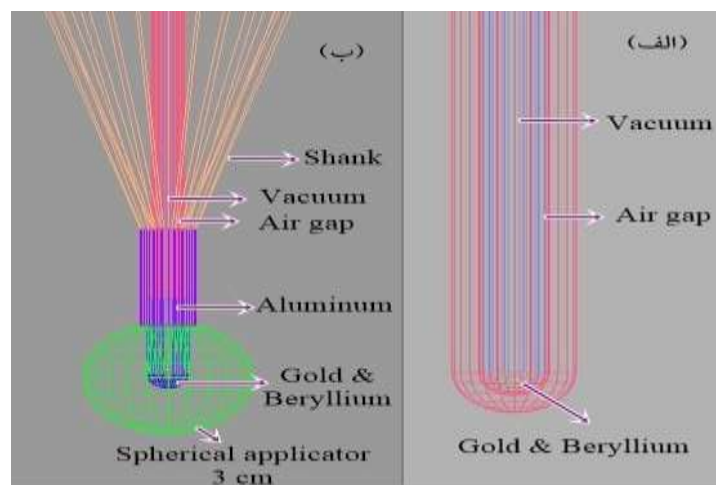 (ب)
Shank
Vacuum
Air gap
Aluminum
Gold &
Beryllium
Spherical applicator
3 cm
(الف)
Vacuum
Air gap
Gold & Beryllium